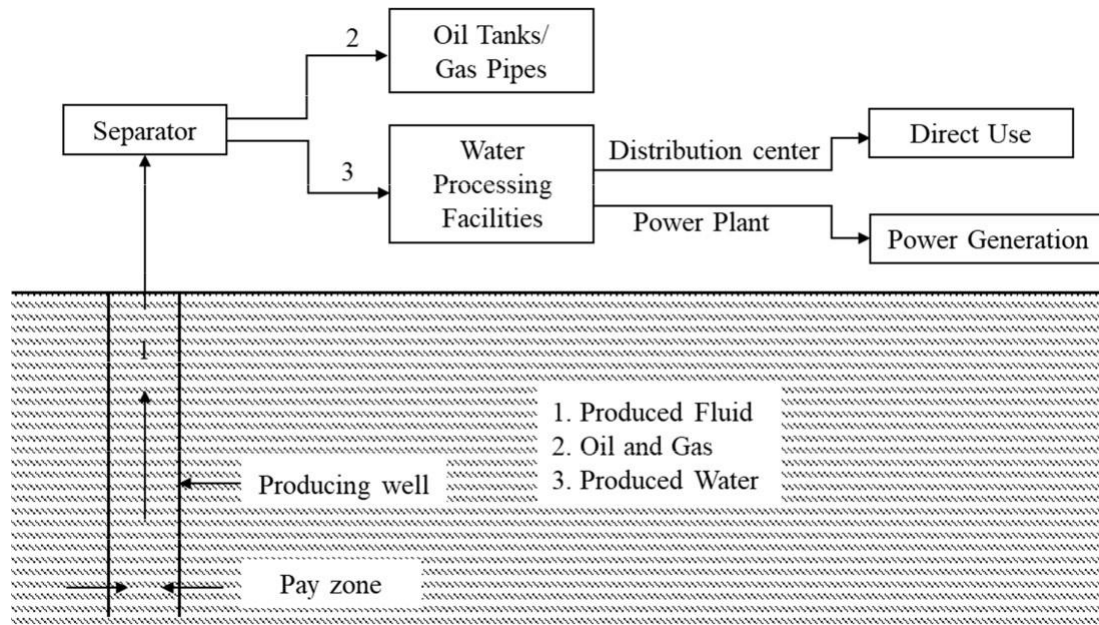 2
Oil Tanks/
Gas Pipes
Separator
3
Water
Processing
Facilities
Distribution center
Direct Use
Power Plant
Power Generation
1
1. Produced Fluid
2. Oil and Gas
3. Produced Water
Producing well
Pay zone